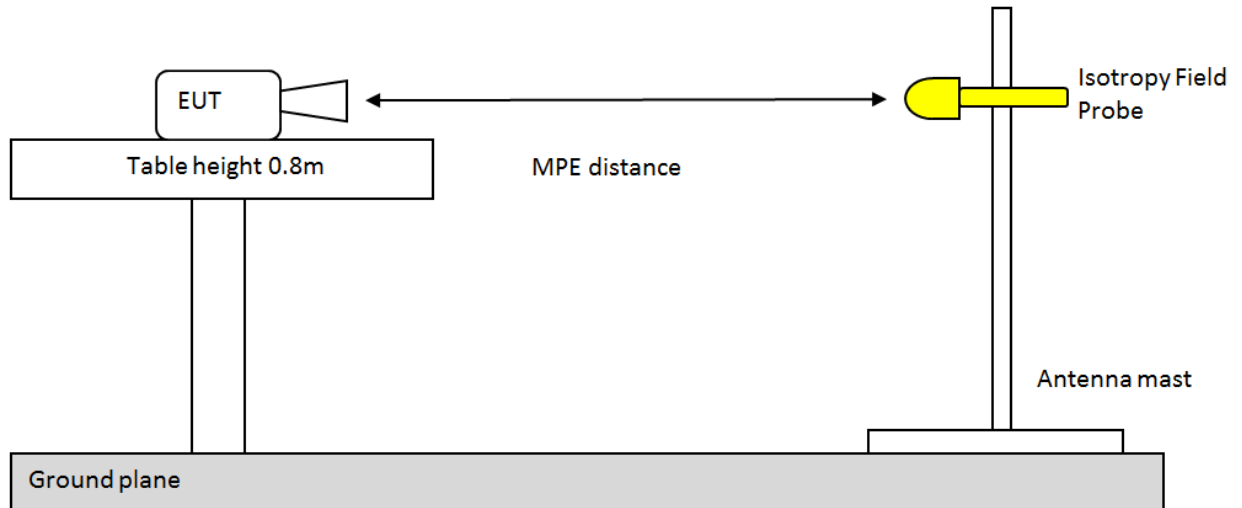 EUT
Isotropy Field
Probe
Table height 0.8m
MPE distance
Antenna mast
Ground plane